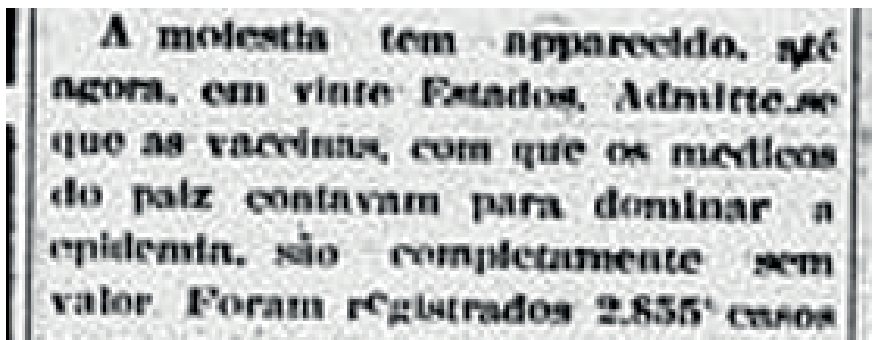 A molestia tem apparecido, até
agora, em vinte Estados. Admitte-se
que as vaccinas, com que os medicos
do paiz contavam para dominar a
epidemia, são completamente sem
valor Foram registrados 2.855 casos